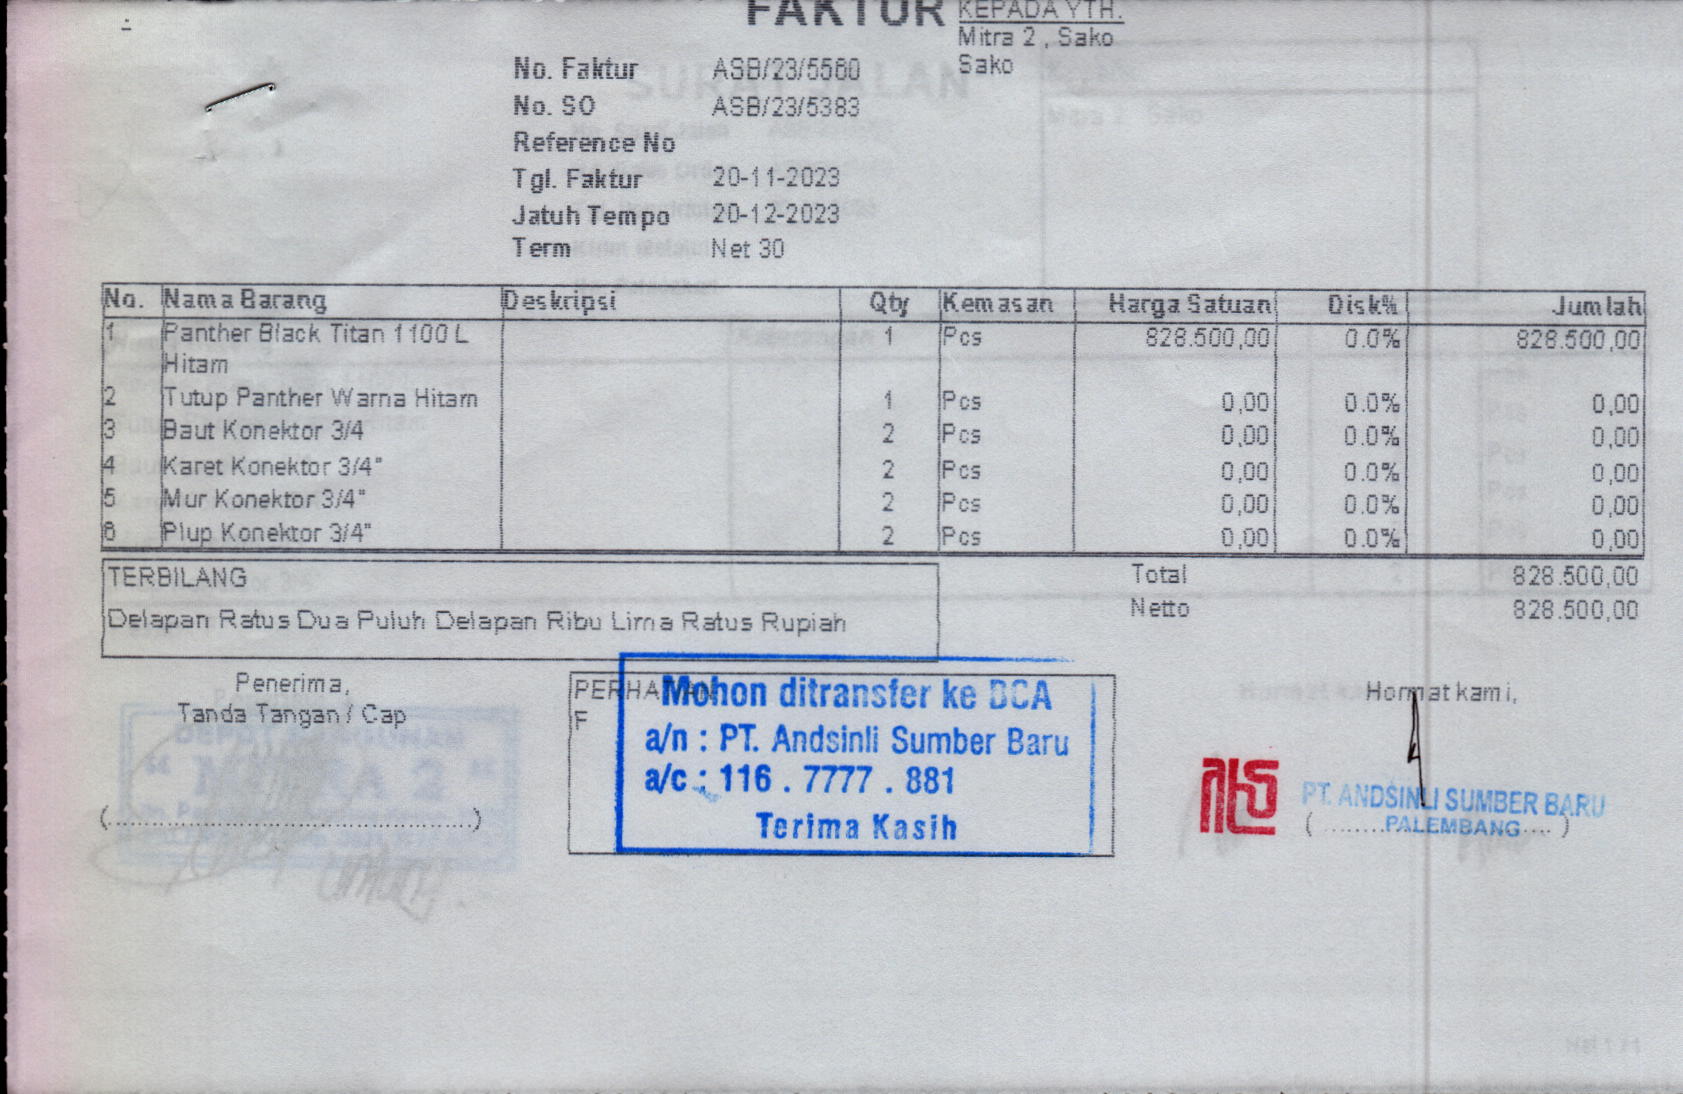 FAKTUR
KEPADA YTH.
Mitra 2 , Sako
Sako
No. Faktur ASB/23/5560
No. SO ASB/23/5383
Reference No
Tgl. Faktur 20-11-2023
Jatuh Tempo 20-12-2023
Term Net 30
SURAT JALAN
No. Nama Barang Deskripsi Qty Kemasan Harga Satuan Disk% Jumlah
1 Panther Black Titan 1100 L Hitam 1 Pcs 828.500,00 0.0% 828.500,00
2 Tutup Panther Warna Hitam 1 Pcs 0,00 0.0% 0,00
3 Baut Konektor 3/4 2 Pcs 0,00 0.0% 0,00
4 Karet Konektor 3/4" 2 Pcs 0,00 0.0% 0,00
5 Mur Konektor 3/4" 2 Pcs 0,00 0.0% 0,00
6 Plup Konektor 3/4" 2 Pcs 0,00 0.0% 0,00
TERBILANG
Delapan Ratus Dua Puluh Delapan Ribu Lima Ratus Rupiah
Total 828.500,00
Netto 828.500,00
Penerima,
Tanda Tangan / Cap
DEPOT BANGUNAN
" MITRA 2 "
(........................................)
F
Mohon ditransfer ke BCA
a/n : PT. Andsinli Sumber Baru
a/c : 116 . 7777 . 881
Terima Kasih
Hormat kami,
PT. ANDSINLI SUMBER BARU
PALEMBANG